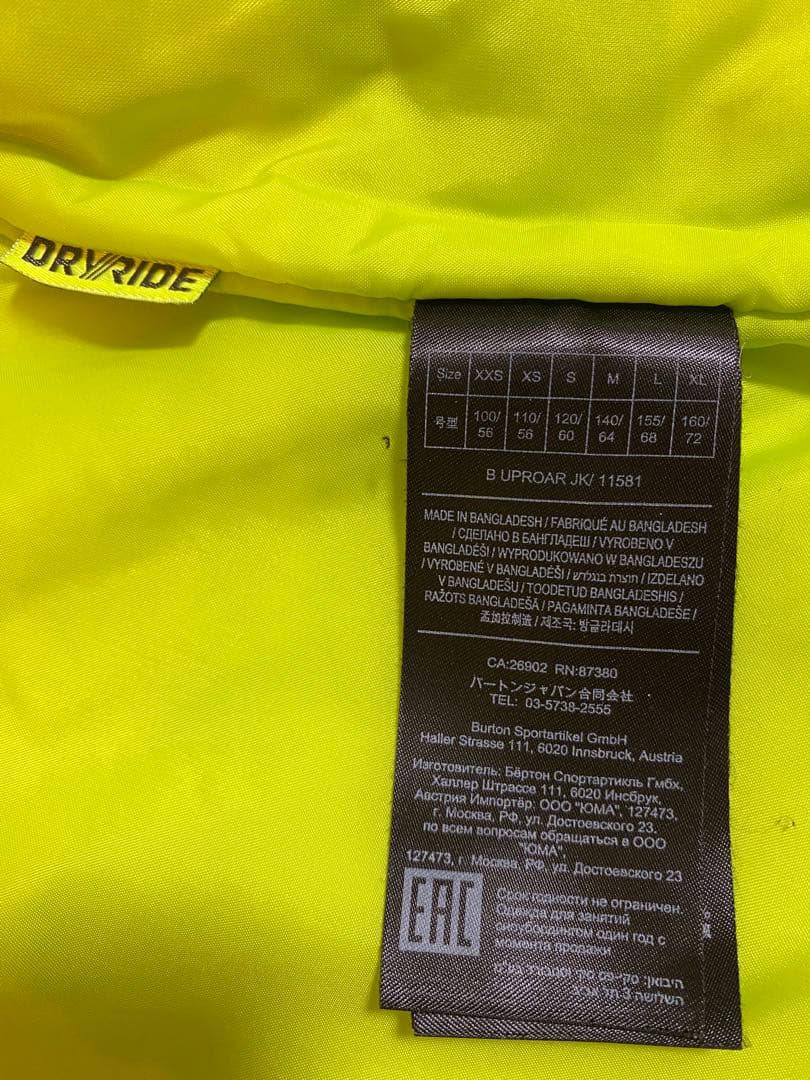 DRYRIDE
Size XXS XS S M L XL
号型 100/56 110/56 120/60 140/64 155/68 160/72
B UPROAR JK/ 11581
MADE IN BANGLADESH / FABRIQUÉ AU BANGLADESH
/ СДЕЛАНО В БАНГЛАДЕШ / VYROBENO V
BANGLADÉŠI / WYPRODUKOWANO W BANGLADESZU
/ VYROBENÉ V BANGLADÉŠI / תוצרת בנגלדש / IZDELANO
V BANGLADEŠU / TOODETUD BANGLADESHIS /
RAŽOTS BANGLADEŠĀ / PAGAMINTA BANGLADEŠE /
孟加拉制造 / 제조국: 방글라데시
CA:26902 RN:87380
バートンジャパン合同会社
TEL: 03-5738-2555
Burton Sportartikel GmbH
Haller Strasse 111, 6020 Innsbruck, Austria
Изготовитель: Бёртон Спортартикль Гмбх,
Халлер Штрассе 111, 6020 Инсбрук,
Австрия Импортёр: ООО "ЮМА", 127473,
г. Москва, РФ, ул. Достоевского 23,
по всем вопросам обращаться в ООО
"ЮМА",
127473, г. Москва, РФ, ул. Достоевского 23
EAC
Срок годности не ограничен.
Одежда для занятий
сноубордингом один год с
момента продажи
היבואן:
השלושה 3 תל אביב